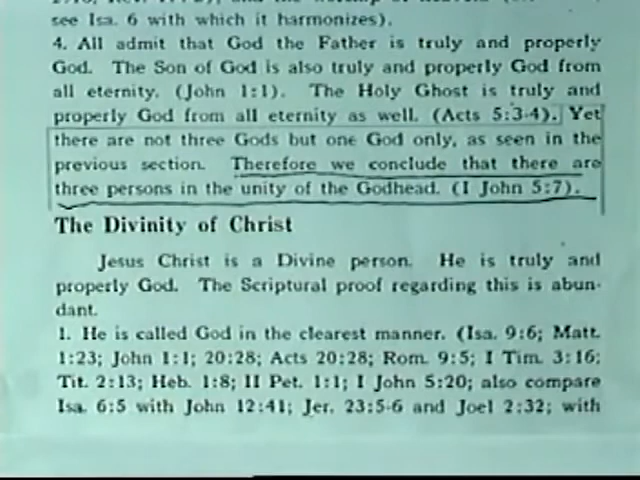 see Isa. 6 with which it harmonizes).
4. All admit that God the Father is truly and properly
God. The Son of God is also truly and properly God from
all eternity. (John 1:1). The Holy Ghost is truly and
properly God from all eternity as well. (Acts 5:3-4). Yet
there are not three Gods but one God only, as seen in the
previous section. Therefore we conclude that there are
three persons in the unity of the Godhead. (I John 5:7).
The Divinity of Christ
Jesus Christ is a Divine person. He is truly and
properly God. The Scriptural proof regarding this is abun-
dant.
1. He is called God in the clearest manner. (Isa. 9:6; Matt.
1:23; John 1:1; 20:28; Acts 20:28; Rom. 9:5; I Tim. 3:16;
Tit. 2:13; Heb. 1:8; II Pet. 1:1; I John 5:20; also compare
Isa. 6:5 with John 12:41; Jer. 23:5-6 and Joel 2:32; with